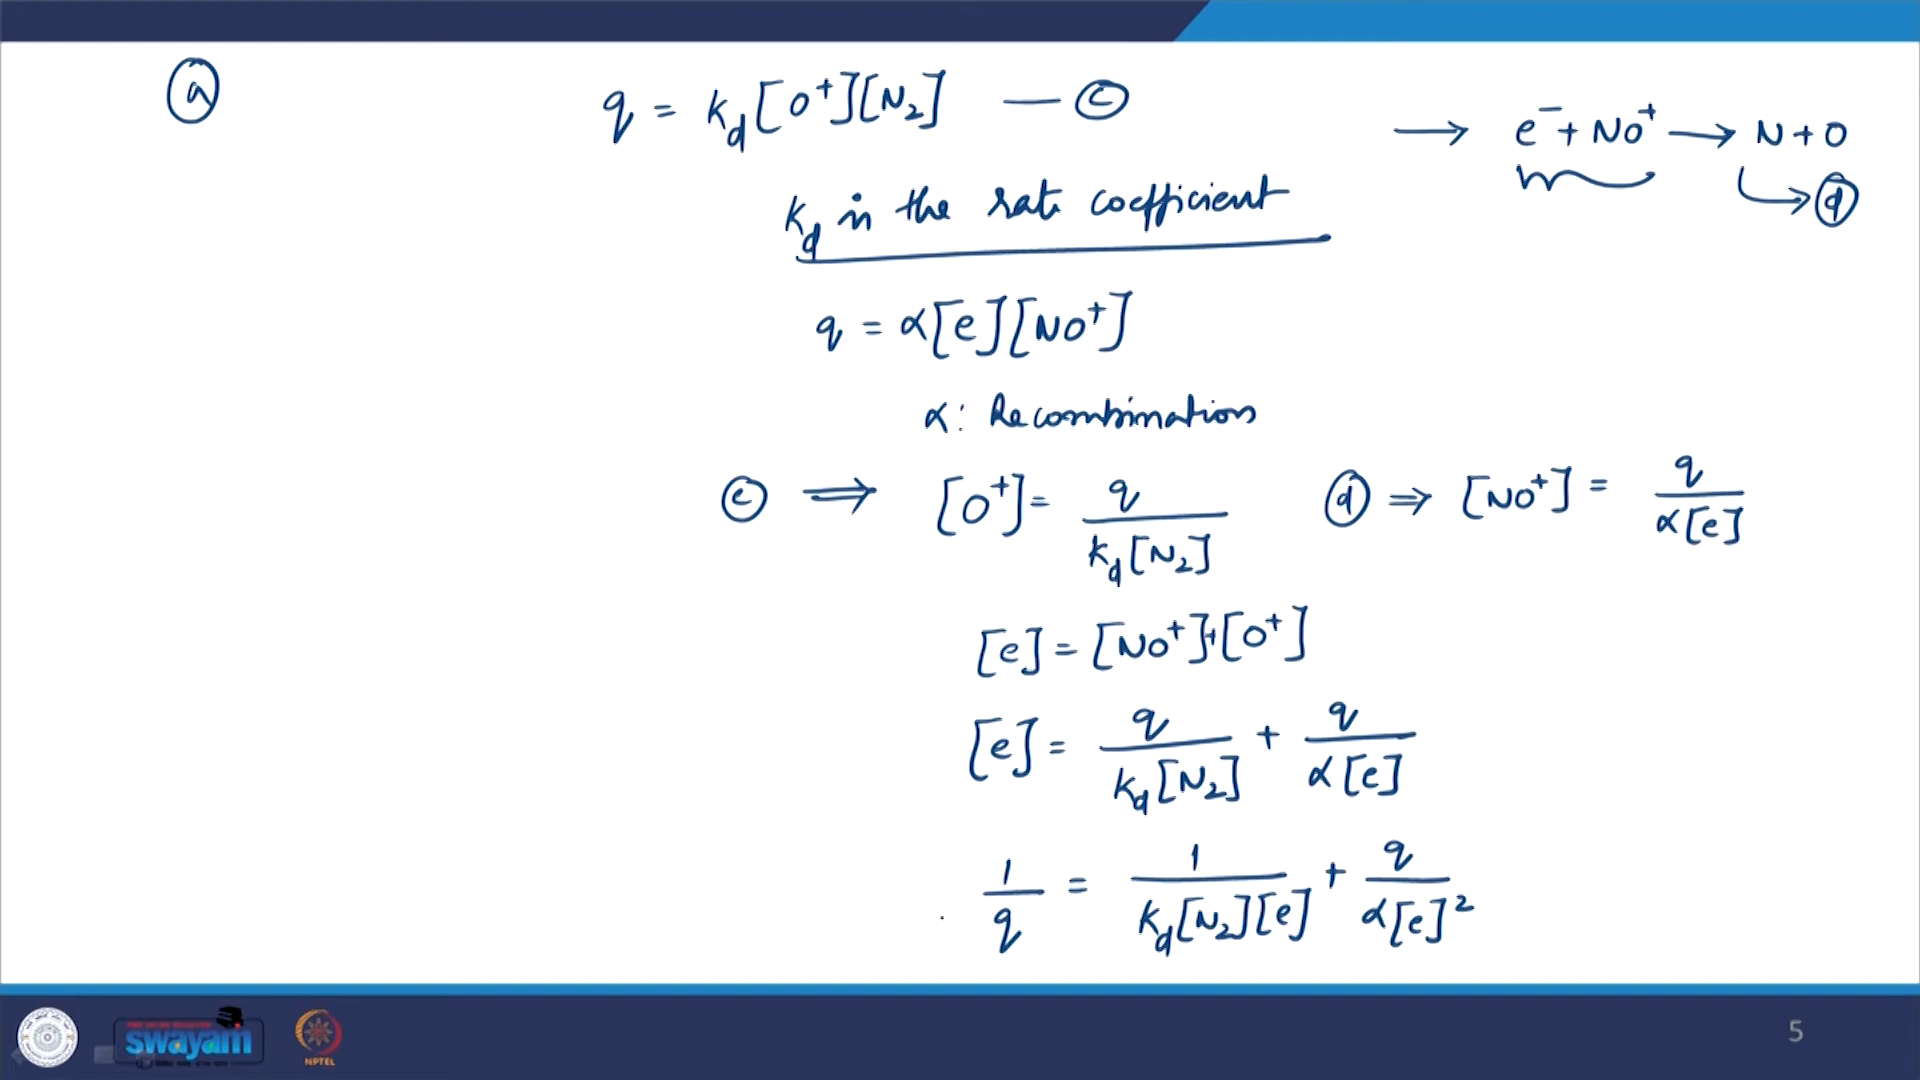 ⓐ
q = k_d [O⁺][N₂] — ⓒ
→ e⁻ + NO⁺ → N + O
↳ ⓓ
k_d is the rate coefficient
q = α[e][NO⁺]
α: Recombination
ⓒ ⟹ [O⁺] = q / k_d[N₂]
ⓓ ⇒ [NO⁺] = q / α[e]
[e] = [NO⁺]+[O⁺]
[e] = q / k_d[N₂] + q / α[e]
1 / q = 1 / k_d[N₂][e] + q / α[e]²
swayam
NPTEL
5